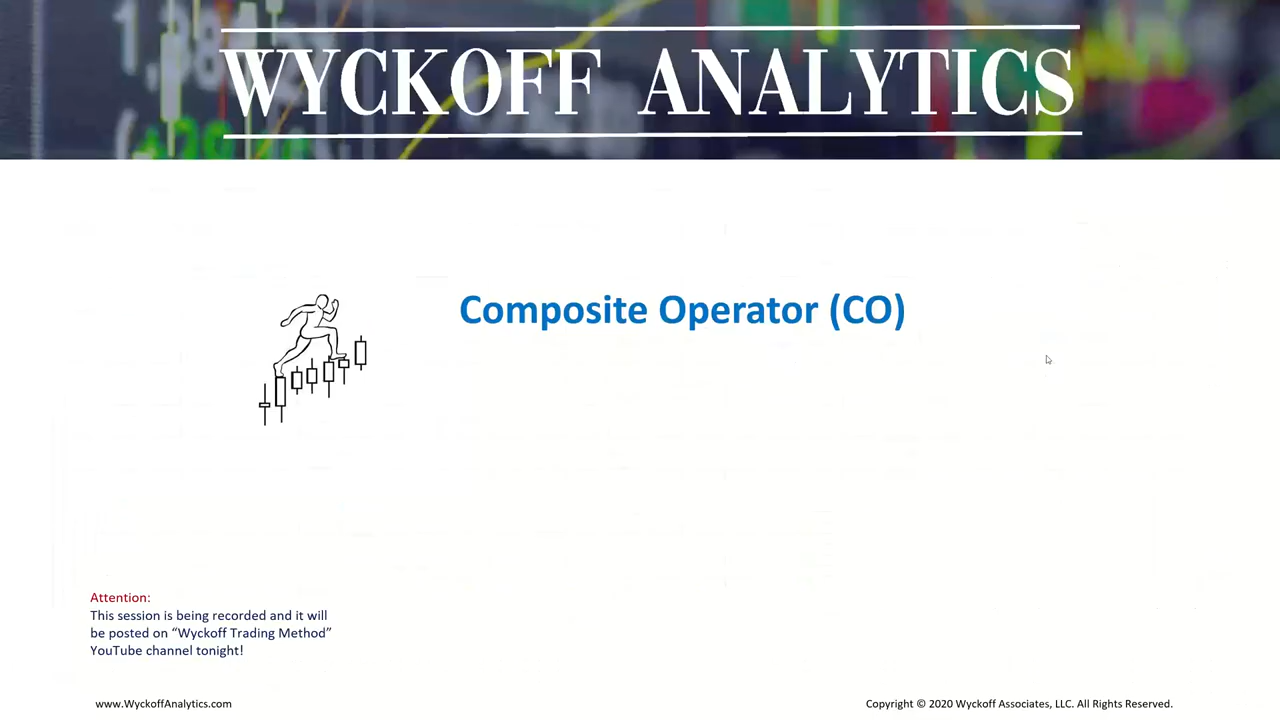 WYCKOFF ANALYTICS
Composite Operator (CO)
Attention:
This session is being recorded and it will
be posted on “Wyckoff Trading Method”
YouTube channel tonight!
www.WyckoffAnalytics.com
Copyright © 2020 Wyckoff Associates, LLC. All Rights Reserved.